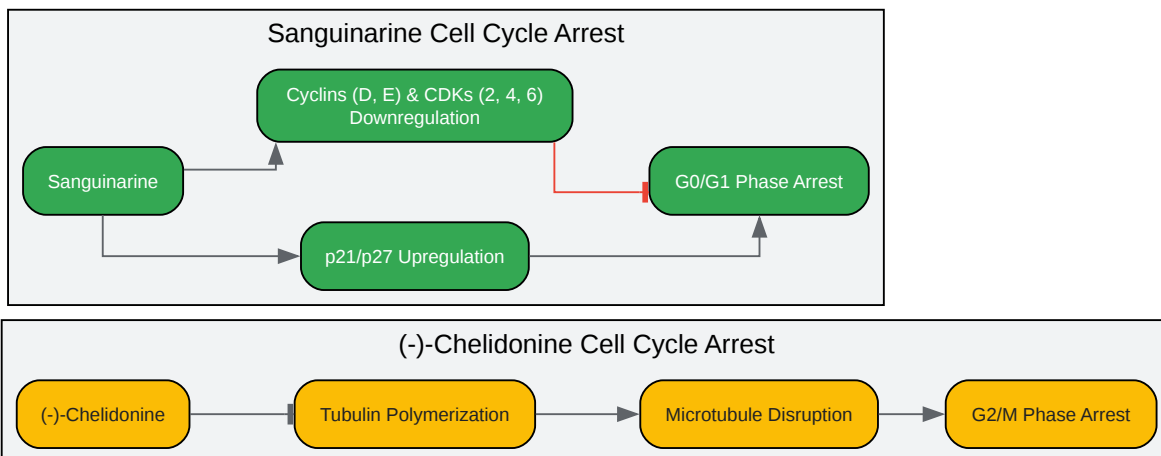 Sanguinarine Cell Cycle Arrest
Cyclins (D, E) & CDKs (2, 4, 6)
Downregulation
Sanguinarine
G0/G1 Phase Arrest
p21/p27 Upregulation
(-)-Chelidonine Cell Cycle Arrest
(-)-Chelidonine
Tubulin Polymerization
Microtubule Disruption
G2/M Phase Arrest